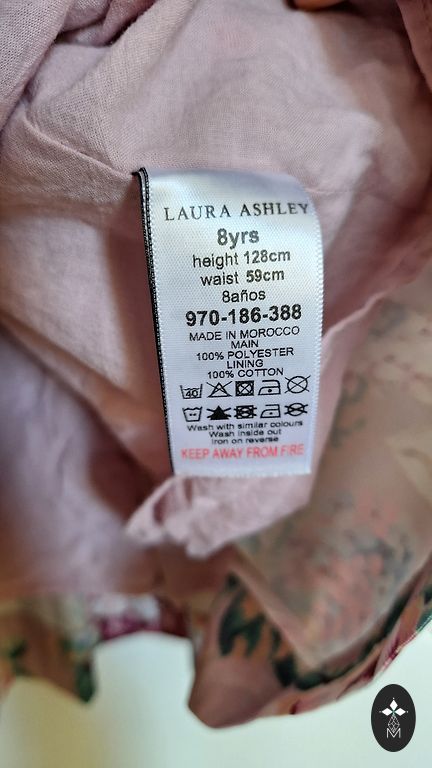 LAURA ASHLEY
8yrs
height 128cm
waist 59cm
8años
970-186-388
MADE IN MOROCCO
MAIN
100% POLYESTER
LINING
100% COTTON
40
Wash with similar colours
Wash inside out
Iron on reverse
KEEP AWAY FROM FIRE
M